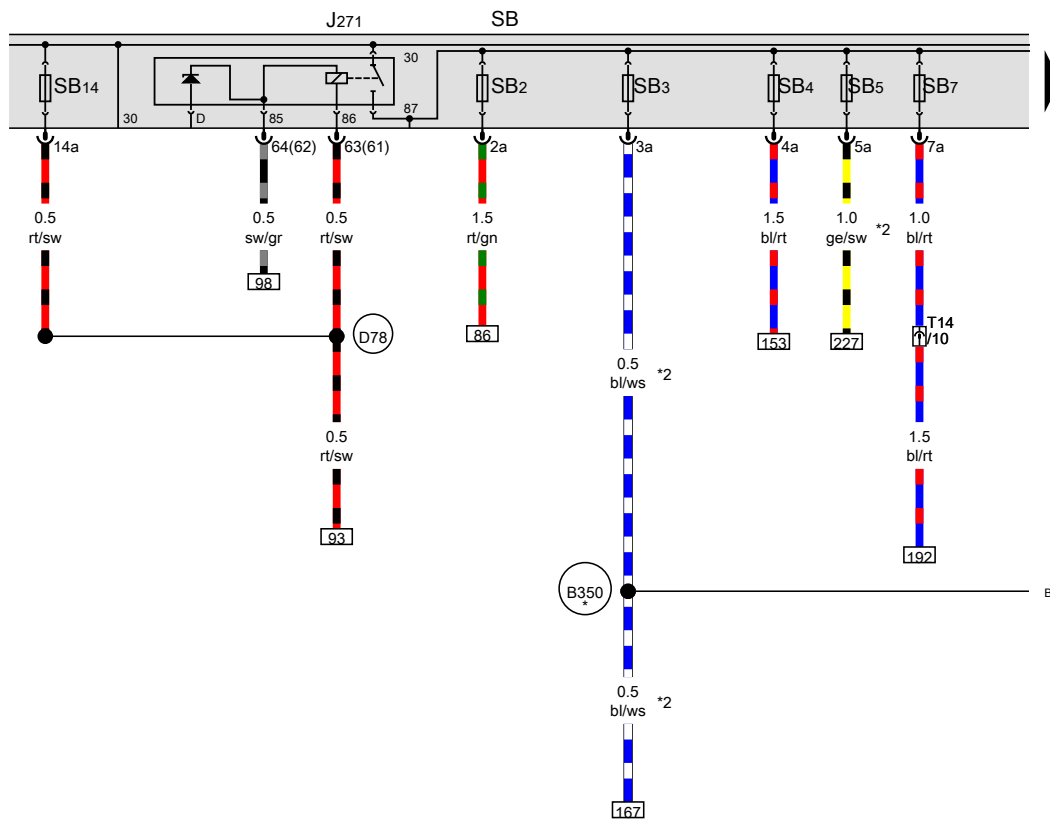 J271 SB
30
SB14 SB2 SB3 SB4 SB5 SB7
30 D 85 86 87
14a 64(62) 63(61) 2a 3a 4a 5a 7a
0.5 0.5 0.5 1.5 1.5 1.0 1.0
rt/sw sw/gr rt/sw rt/gn bl/rt ge/sw *2 bl/rt
98
T14
/10
D78 86 153 227
0.5
bl/ws *2
0.5 1.5
rt/sw bl/rt
93
192
B350
*
B
0.5
bl/ws *2
167